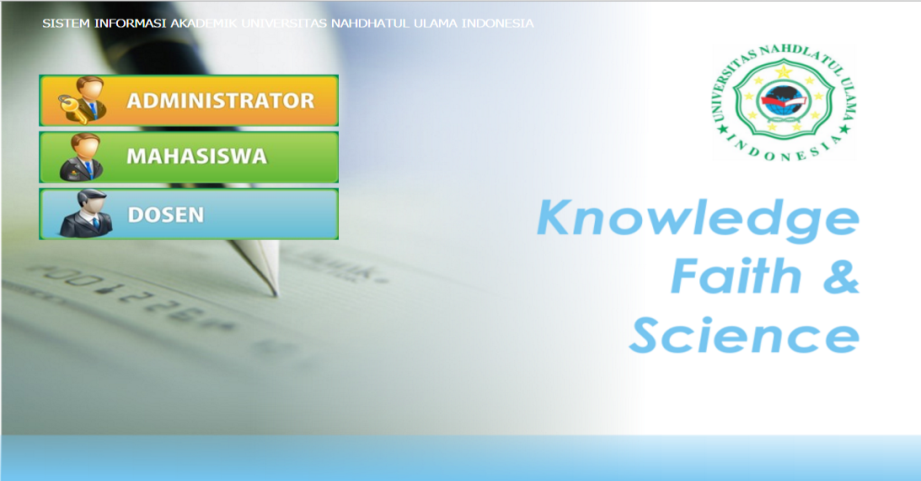 SISTEM INFORMASI AKADEMIK UNIVERSITAS NAHDHATUL ULAMA INDONESIA
ADMINISTRATOR
MAHASISWA
DOSEN
UNIVERSITAS NAHDLATUL ULAMA
INDONESIA
Knowledge
Faith &
Science